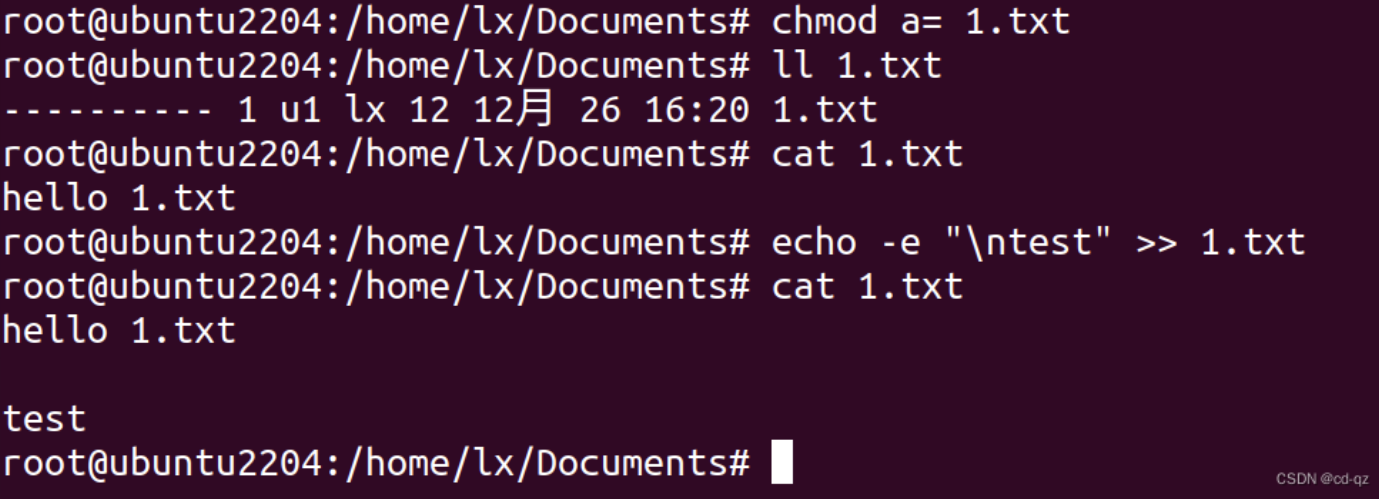 root@ubuntu2204:/home/lx/Documents# chmod a= 1.txt
root@ubuntu2204:/home/lx/Documents# ll 1.txt
---------- 1 u1 lx 12 12月 26 16:20 1.txt
root@ubuntu2204:/home/lx/Documents# cat 1.txt
hello 1.txt
root@ubuntu2204:/home/lx/Documents# echo -e "\ntest" >> 1.txt
root@ubuntu2204:/home/lx/Documents# cat 1.txt
hello 1.txt

test
root@ubuntu2204:/home/lx/Documents#
CSDN @cd-qz